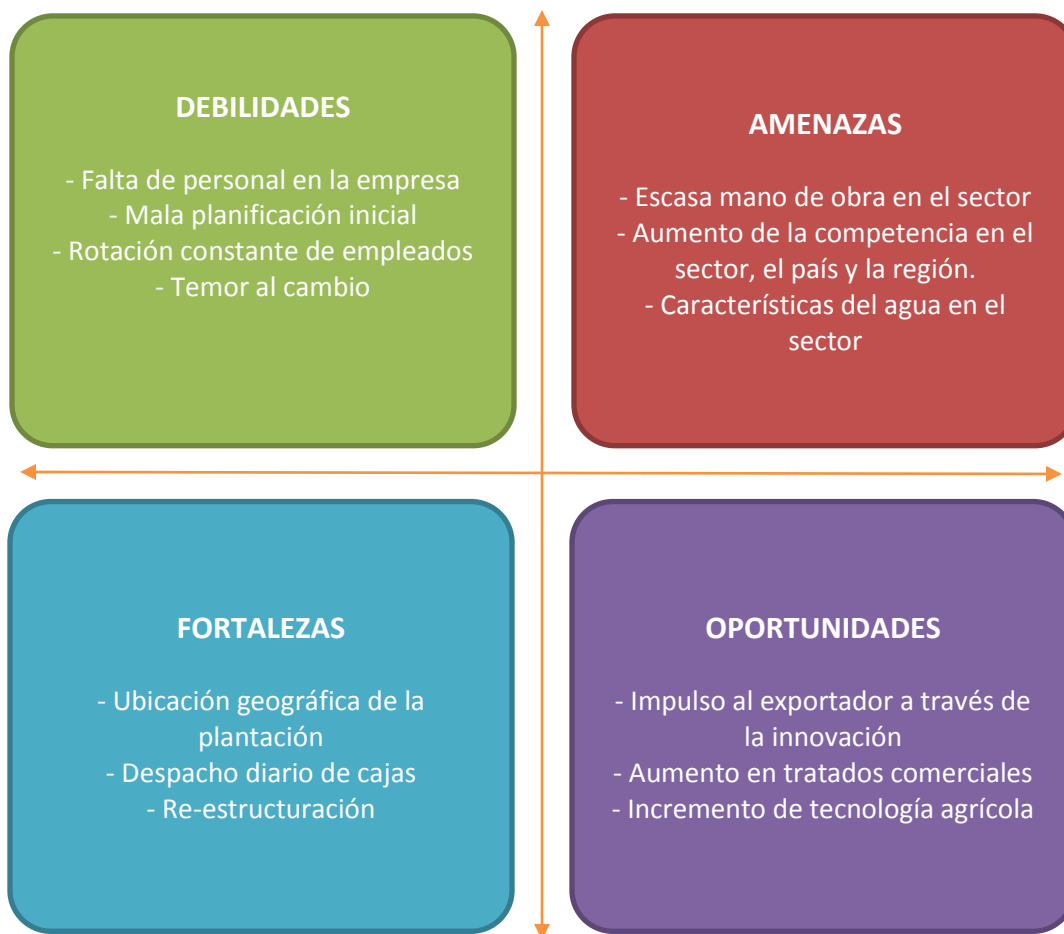 DEBILIDADES
- Falta de personal en la empresa
- Mala planificación inicial
- Rotación constante de empleados
- Temor al cambio
AMENAZAS
- Escasa mano de obra en el sector
- Aumento de la competencia en el
sector, el país y la región.
- Características del agua en el
sector
FORTALEZAS
- Ubicación geográfica de la
plantación
- Despacho diario de cajas
- Re-estructuración
OPORTUNIDADES
- Impulso al exportador a través de
la innovación
- Aumento en tratados comerciales
- Incremento de tecnología agrícola